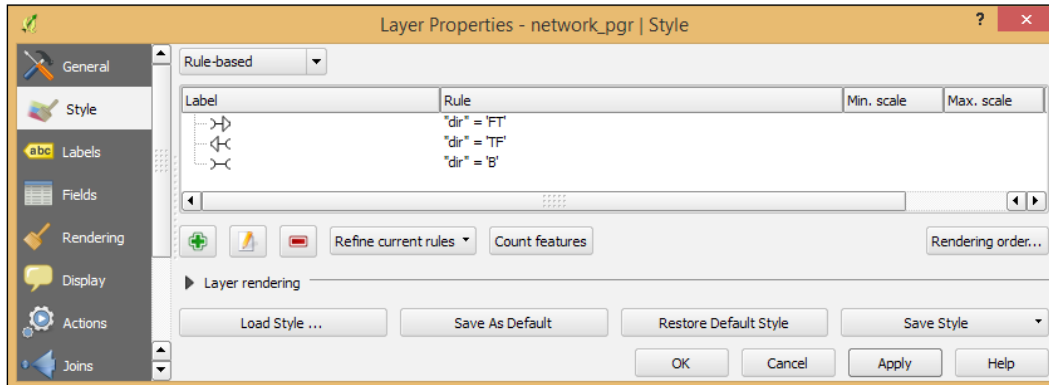 Layer Properties - network_pgr | Style
?
×
General
Style
abc Labels
Fields
Rendering
Display
Actions
Joins
Rule-based
Label Rule Min. scale Max. scale
"dir" = 'FT'
"dir" = 'TF'
"dir" = 'B'
Refine current rules
Count features
Rendering order...
Layer rendering
Load Style ...
Save As Default
Restore Default Style
Save Style
OK
Cancel
Apply
Help